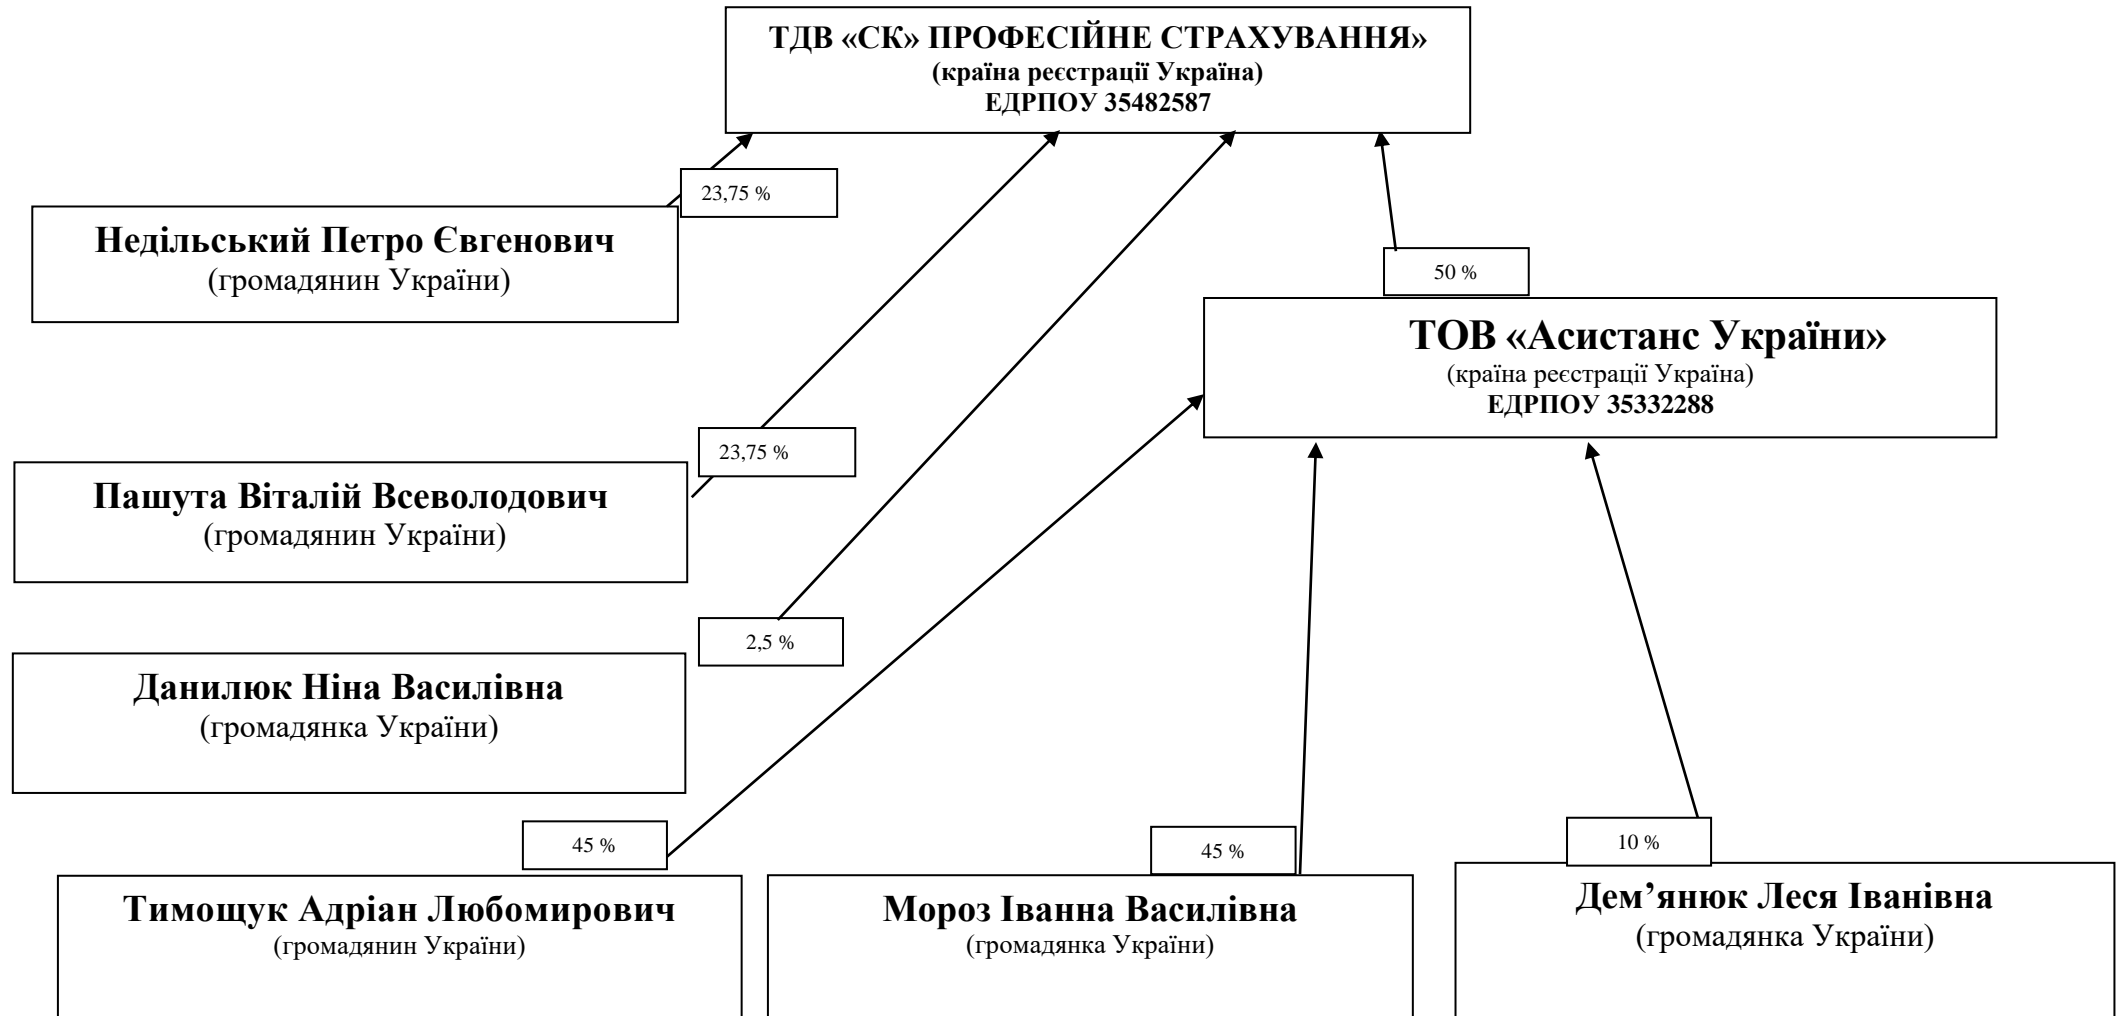 ТДВ «СК» ПРОФЕСІЙНЕ СТРАХУВАННЯ»
(країна реєстрації Україна)
ЕДРПОУ 35482587
23,75 %
Недільський Петро Євгенович
(громадянин України)
50 %
ТОВ «Асистанс України»
(країна реєстрації Україна)
ЕДРПОУ 35332288
23,75 %
Пашута Віталій Всеволодович
(громадянин України)
2,5 %
Данилюк Ніна Василівна
(громадянка України)
45 %
Тимощук Адріан Любомирович
(громадянин України)
45 %
Мороз Іванна Василівна
(громадянка України)
10 %
Дем’янюк Леся Іванівна
(громадянка України)